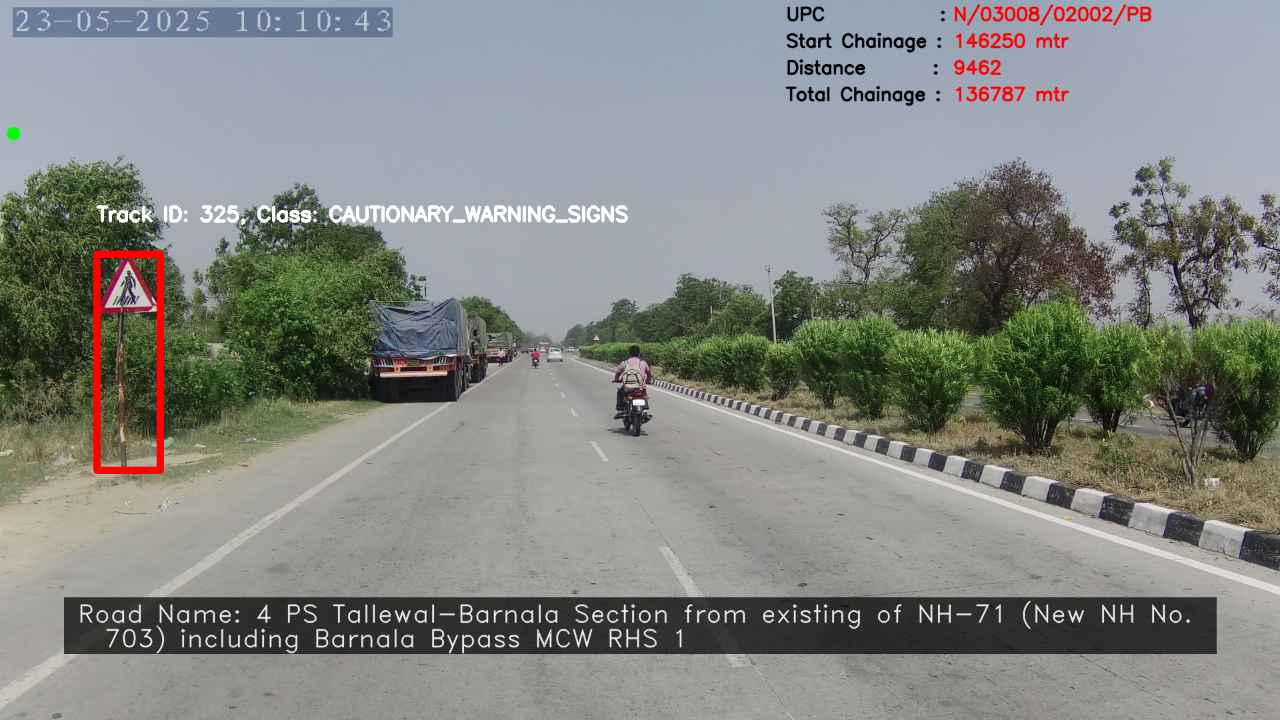 23-05-2025 10:10:43
UPC : N/03008/02002/PB
Start Chainage : 146250 mtr
Distance : 9462
Total Chainage : 136787 mtr
Track ID: 325, Class: CAUTIONARY_WARNING_SIGNS
Road Name: 4 PS Tallewal-Barnala Section from existing of NH-71 (New NH No.
703) including Barnala Bypass MCW RHS 1